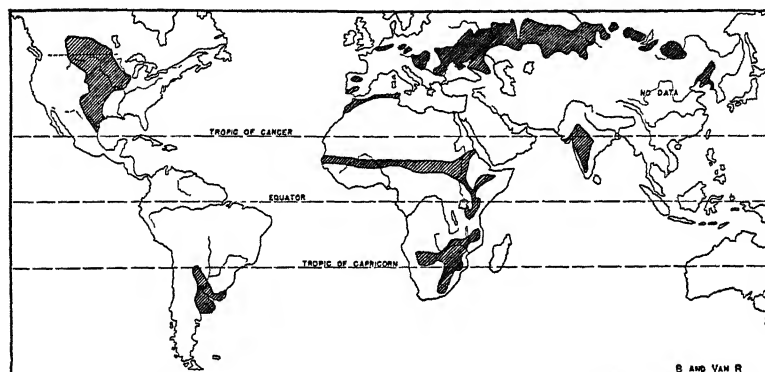 NO DATA
TROPIC OF CANCER
EQUATOR
TROPIC OF CAPRICORN
B AND VAN R